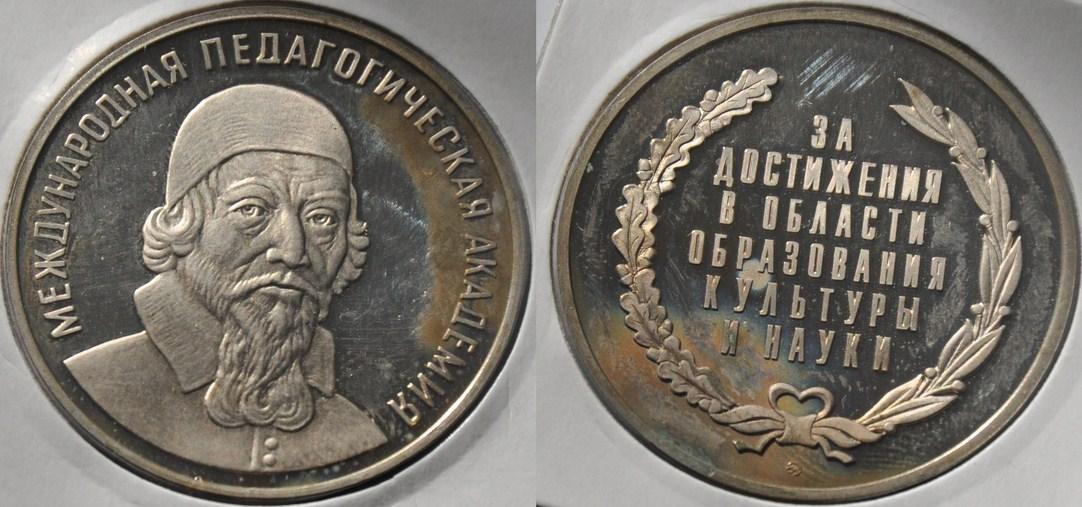 МЕЖДУНАРОДНАЯ ПЕДАГОГИЧЕСКАЯ АКАДЕМИЯ
ЗА
ДОСТИЖЕНИЯ
В ОБЛАСТИ
ОБРАЗОВАНИЯ
КУЛЬТУРЫ
И НАУКИ